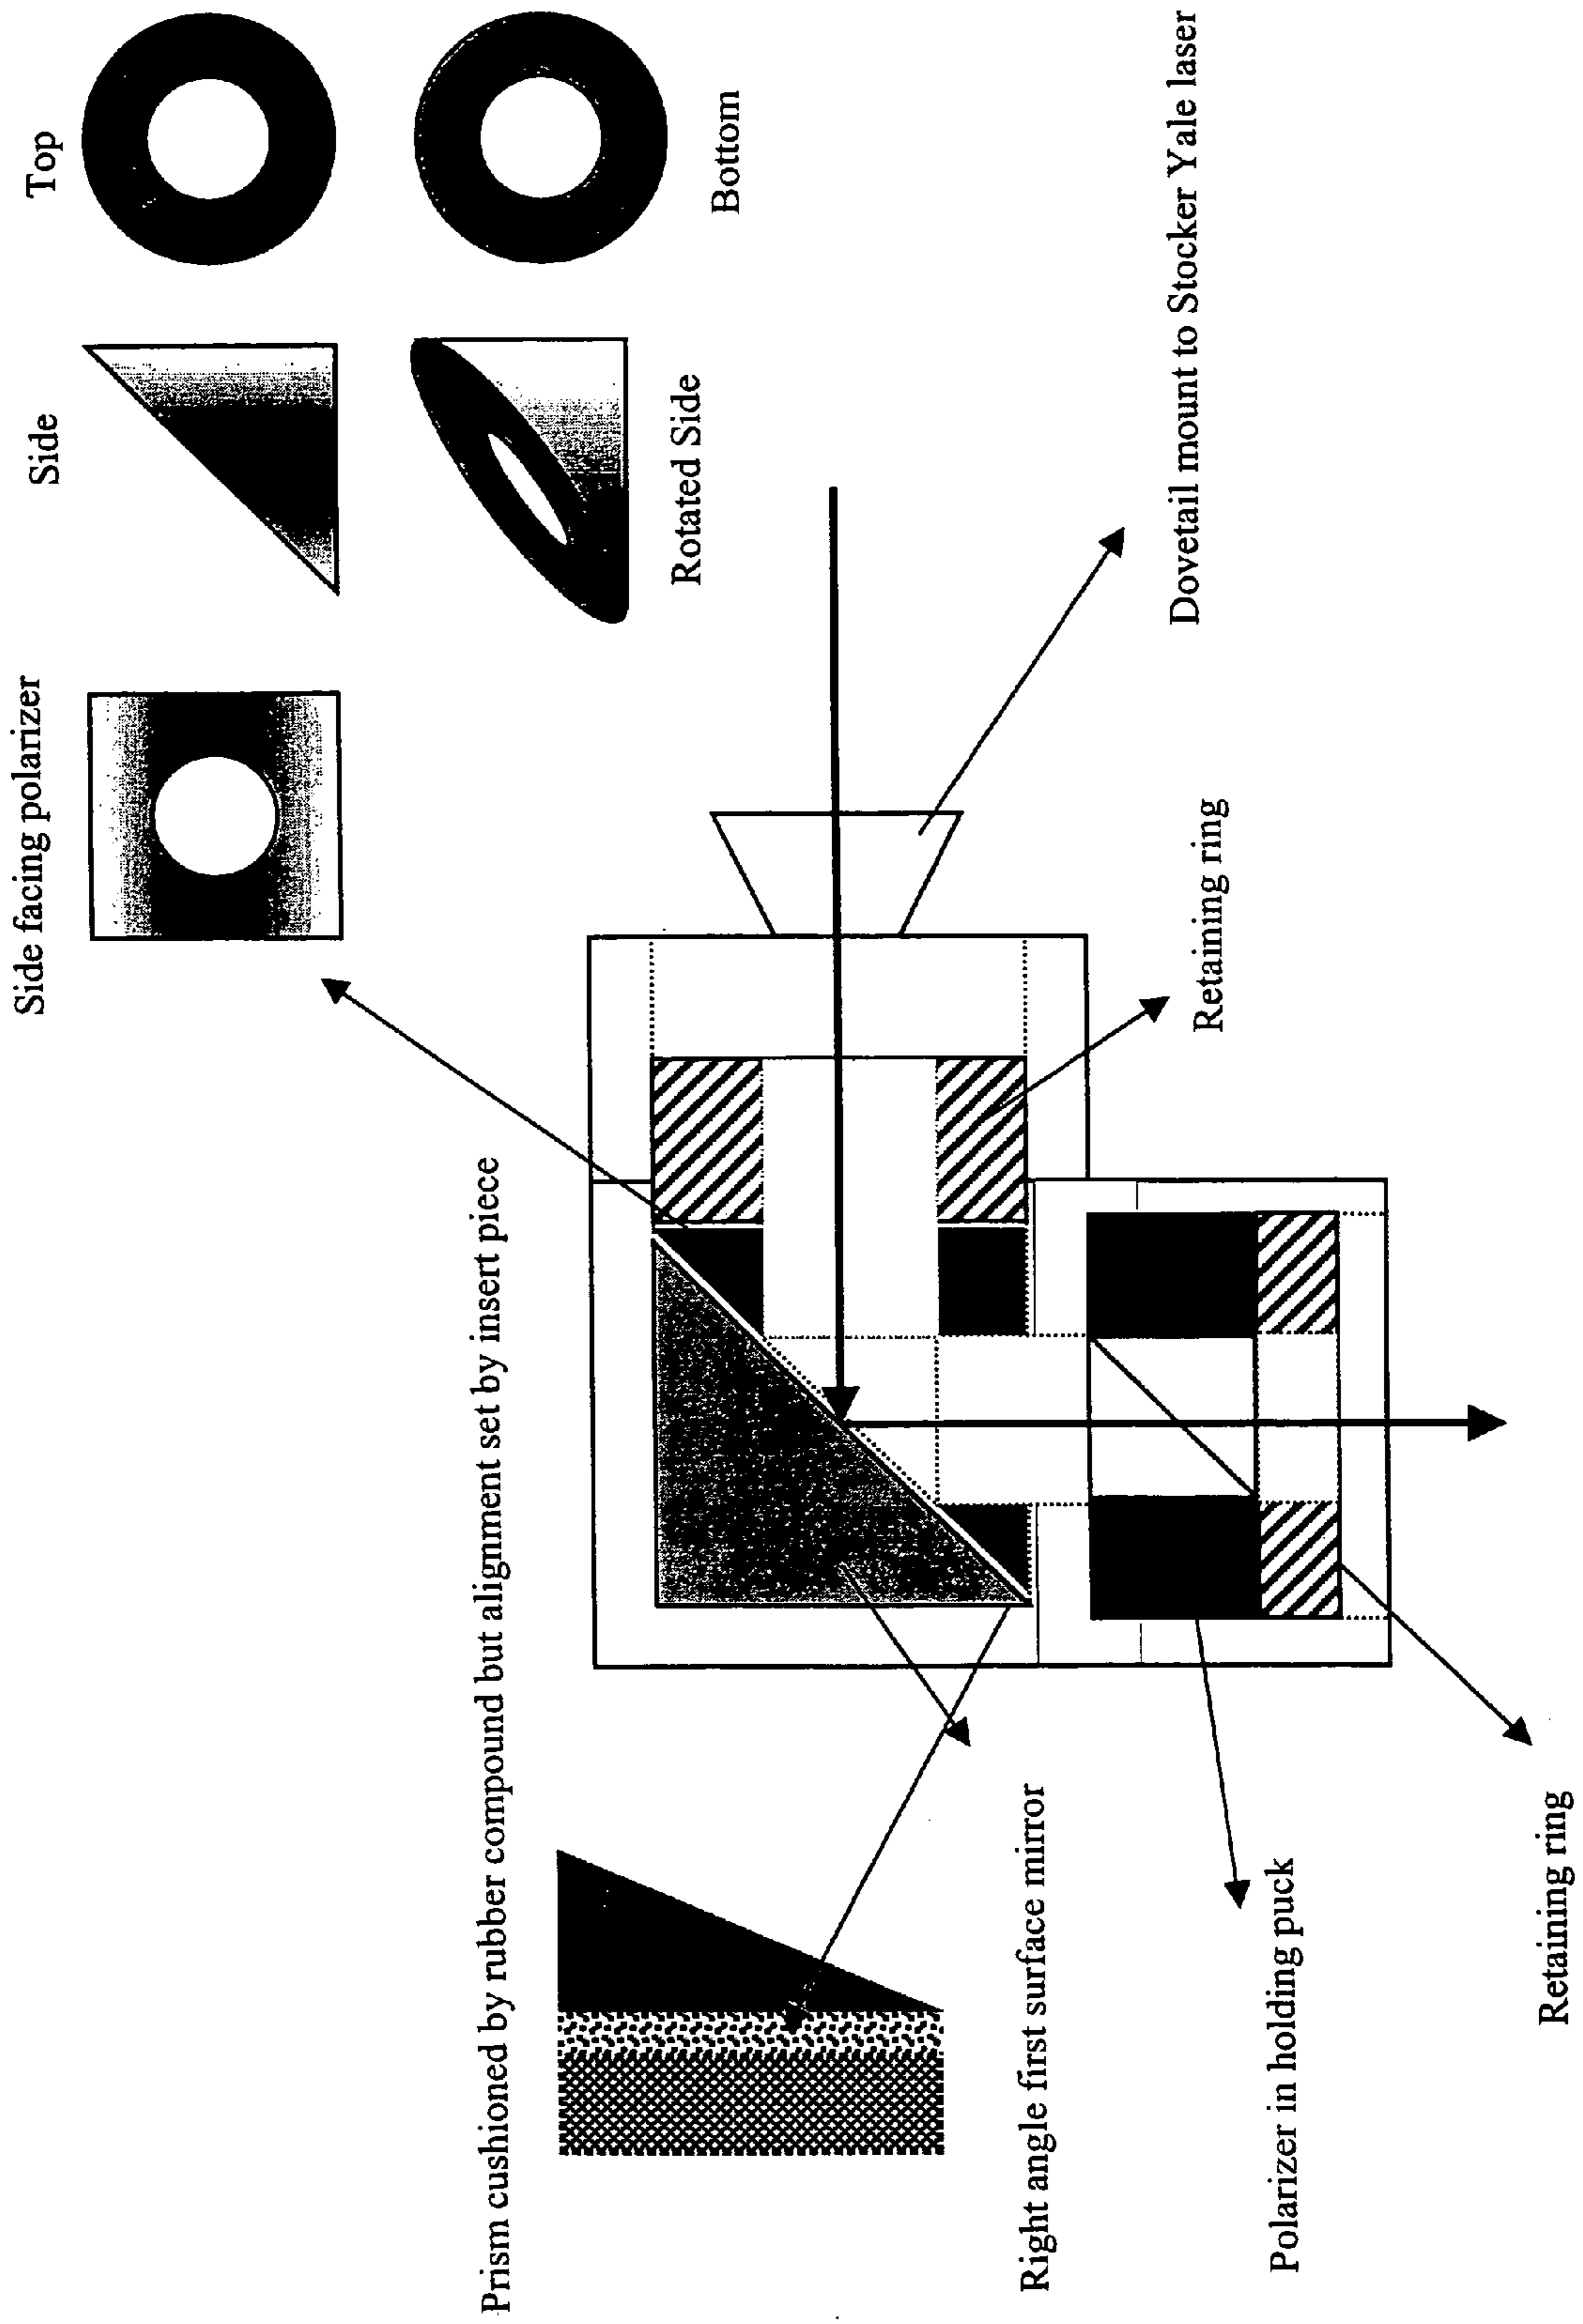 Side facing polarizer
Side
Top
Prism cushioned by rubber compound but alignment set by insert piece
Rotated Side
Bottom
Right angle first surface mirror
Dovetail mount to Stocker Yale laser
Retaining ring
Polarizer in holding puck
Retaining ring